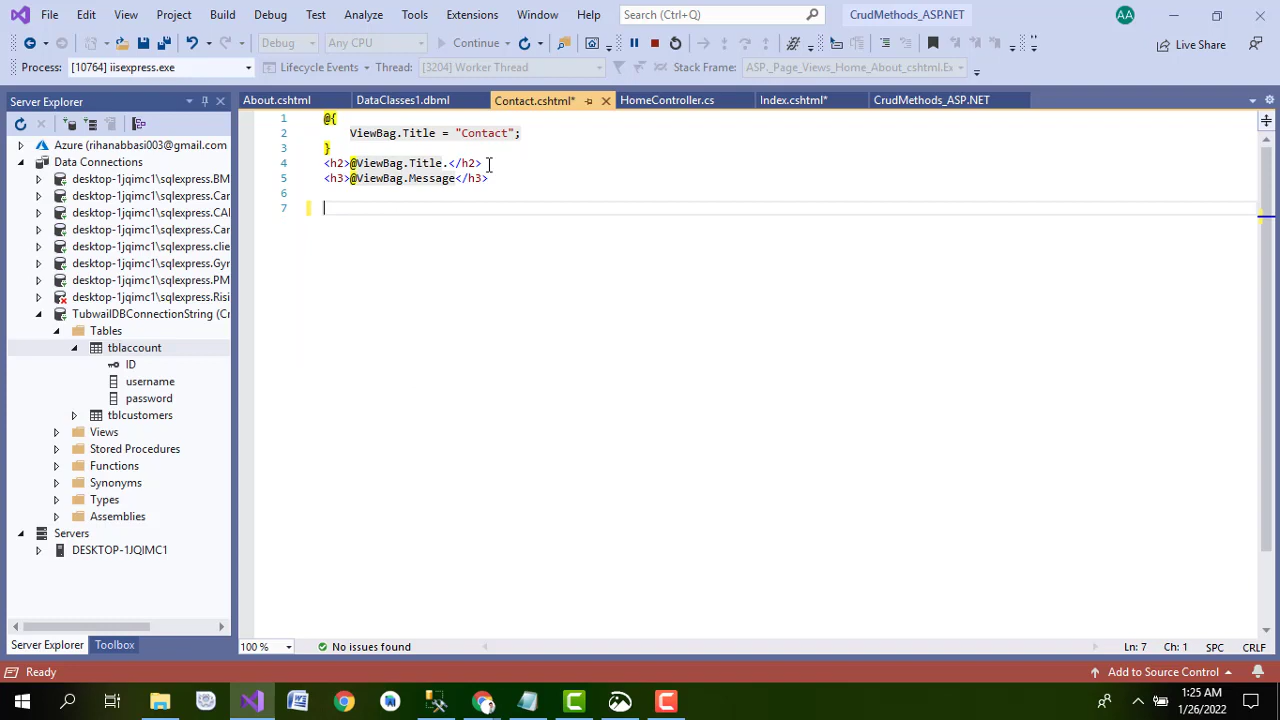 File Edit View Project Build Debug Test Analyze Tools Extensions Window Help Search (Ctrl+Q) CrudMethods_ASP.NET AA
Debug Any CPU Continue Live Share
Process: [10764] iisexpress.exe Lifecycle Events Thread: [3204] Worker Thread Stack Frame: ASP._Page_Views_Home_About_cshtml.Ex
Server Explorer
About.cshtml DataClasses1.dbml Contact.cshtml* HomeController.cs Index.cshtml* CrudMethods_ASP.NET
Azure (rihanabbasi003@gmail.com
Data Connections
desktop-1jqimc1\sqlexpress.BM
desktop-1jqimc1\sqlexpress.Car
desktop-1jqimc1\sqlexpress.CAI
desktop-1jqimc1\sqlexpress.Car
desktop-1jqimc1\sqlexpress.clie
desktop-1jqimc1\sqlexpress.Gyr
desktop-1jqimc1\sqlexpress.PM
desktop-1jqimc1\sqlexpress.Risi
TubwailDBConnectionString (Cr
Tables
tblaccount
ID
username
password
tblcustomers
Views
Stored Procedures
Functions
Synonyms
Types
Assemblies
Servers
DESKTOP-1JQIMC1
Server Explorer Toolbox
1 @{
2 ViewBag.Title = "Contact";
3 }
4 <h2>@ViewBag.Title.</h2>
5 <h3>@ViewBag.Message</h3>
6
7
100 % No issues found Ln: 7 Ch: 1 SPC CRLF
Ready Add to Source Control
1:25 AM
1/26/2022